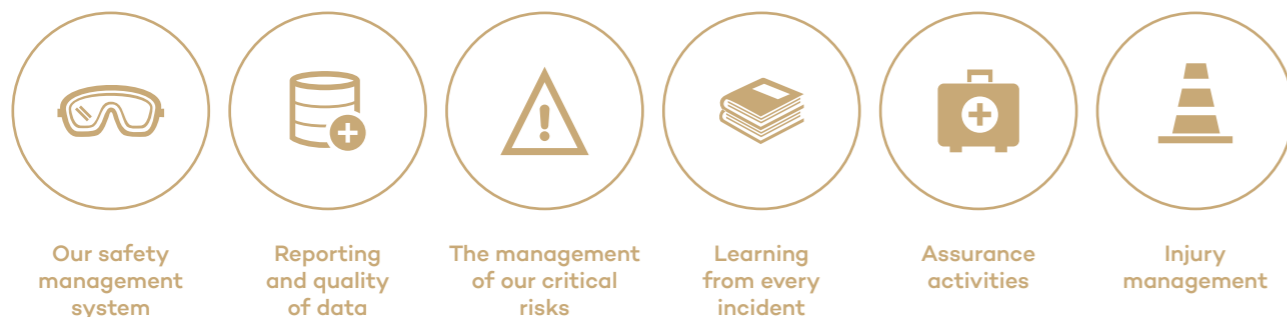 Our safety
management
system
Reporting
and quality
of data
The management
of our critical
risks
Learning
from every
incident
Assurance
activities
Injury
management